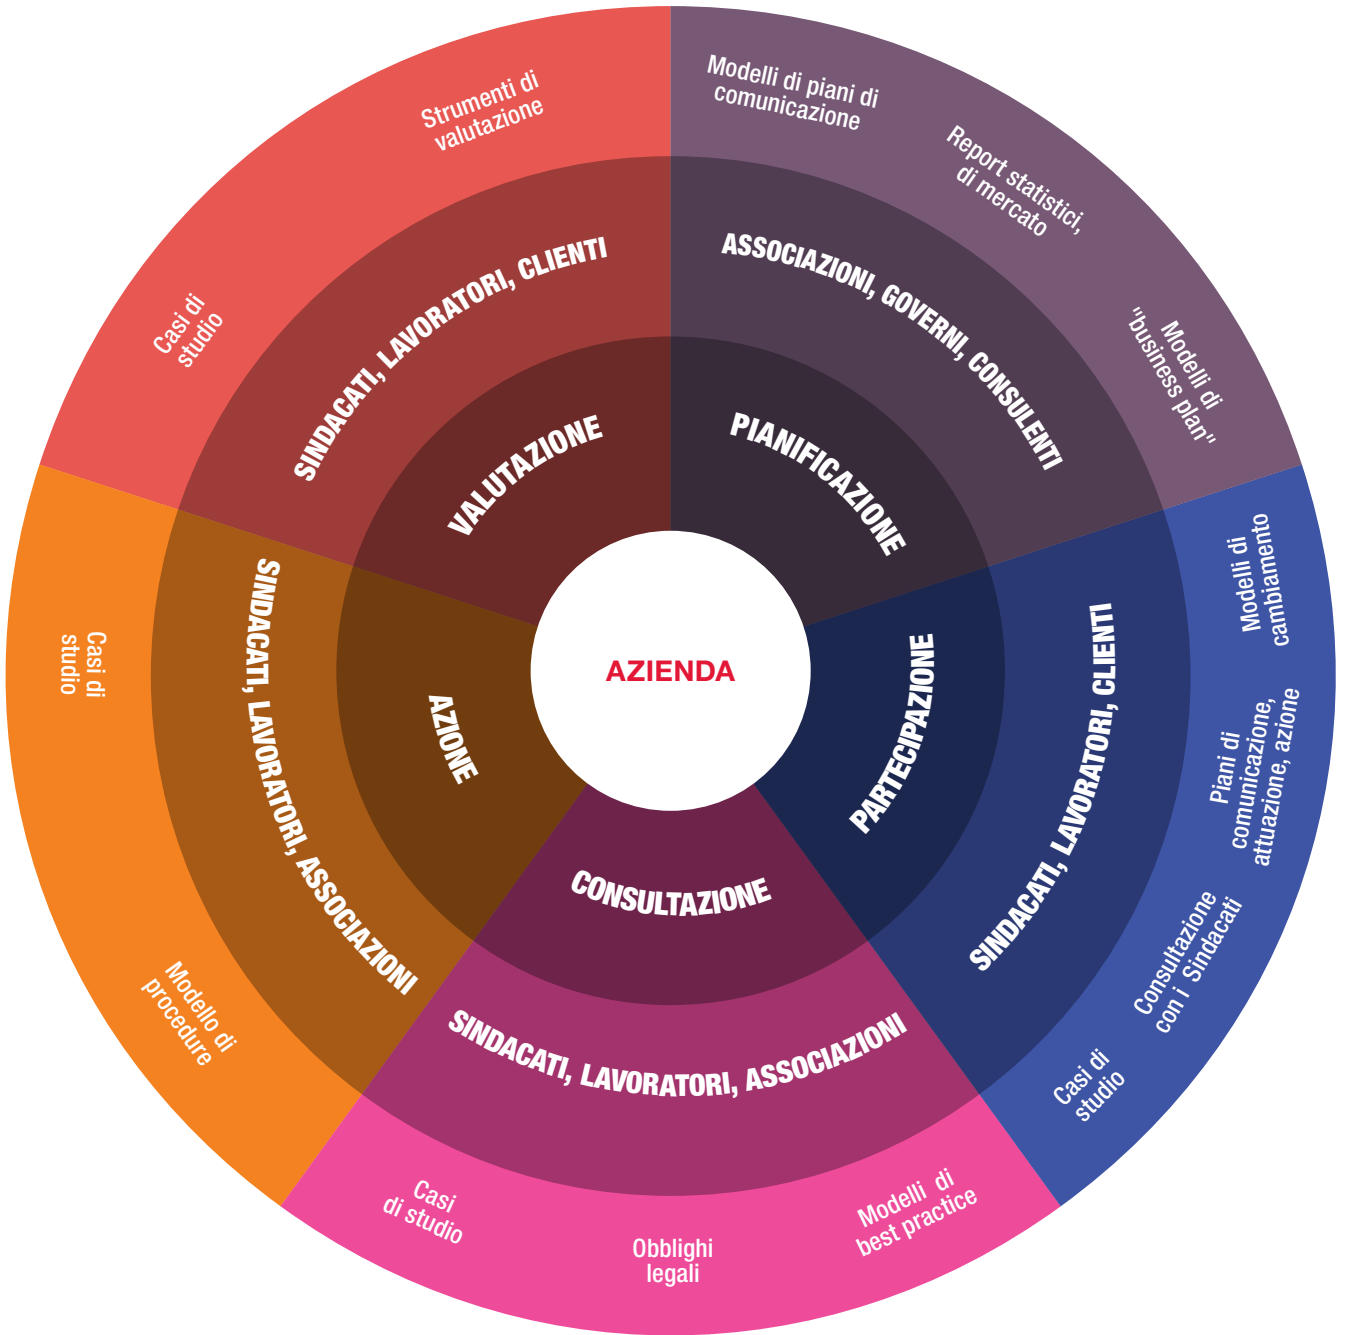 AZIENDA
PIANIFICAZIONE
ASSOCIAZIONI, GOVERNI, CONSULENTI
Modelli di piani di
comunicazione
Report statistici,
di mercato
Modelli di
"business plan"
PARTECIPAZIONE
SINDACATI, LAVORATORI, CLIENTI
Modelli di
cambiamento
Piani di
comunicazione,
attuazione, azione
Consultazione
con i Sindacati
Casi di
studio
CONSULTAZIONE
SINDACATI, LAVORATORI, ASSOCIAZIONI
Modelli di
best practice
Obblighi
legali
Casi
di studio
AZIONE
SINDACATI, LAVORATORI, ASSOCIAZIONI
Modello di
procedure
Casi di
studio
VALUTAZIONE
SINDACATI, LAVORATORI, CLIENTI
Casi di
studio
Strumenti di
valutazione